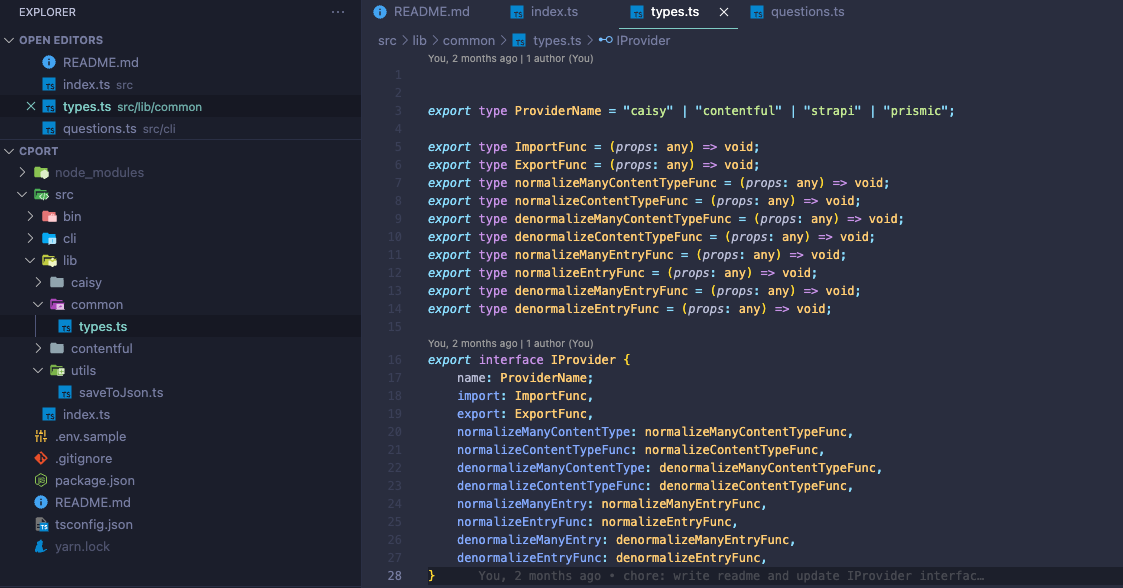 EXPLORER
OPEN EDITORS
README.md
index.ts src
types.ts src/lib/common
questions.ts src/cli
CPORT
node_modules
src
bin
cli
lib
caisy
common
types.ts
contentful
utils
saveToJson.ts
index.ts
.env.sample
.gitignore
package.json
README.md
tsconfig.json
yarn.lock
README.md index.ts types.ts questions.ts
src > lib > common > types.ts > IProvider
You, 2 months ago | 1 author (You)
1
2
3 export type ProviderName = "caisy" | "contentful" | "strapi" | "prismic";
4
5 export type ImportFunc = (props: any) => void;
6 export type ExportFunc = (props: any) => void;
7 export type normalizeManyContentTypeFunc = (props: any) => void;
8 export type normalizeContentTypeFunc = (props: any) => void;
9 export type denormalizeManyContentTypeFunc = (props: any) => void;
10 export type denormalizeContentTypeFunc = (props: any) => void;
11 export type normalizeManyEntryFunc = (props: any) => void;
12 export type normalizeEntryFunc = (props: any) => void;
13 export type denormalizeManyEntryFunc = (props: any) => void;
14 export type denormalizeEntryFunc = (props: any) => void;
15
You, 2 months ago | 1 author (You)
16 export interface IProvider {
17 name: ProviderName;
18 import: ImportFunc,
19 export: ExportFunc,
20 normalizeManyContentType: normalizeManyContentTypeFunc,
21 normalizeContentTypeFunc: normalizeContentTypeFunc,
22 denormalizeManyContentType: denormalizeManyContentTypeFunc,
23 denormalizeContentTypeFunc: denormalizeContentTypeFunc,
24 normalizeManyEntry: normalizeManyEntryFunc,
25 normalizeEntryFunc: normalizeEntryFunc,
26 denormalizeManyEntry: denormalizeManyEntryFunc,
27 denormalizeEntryFunc: denormalizeEntryFunc,
28 } You, 2 months ago • chore: write readme and update IProvider interfac…